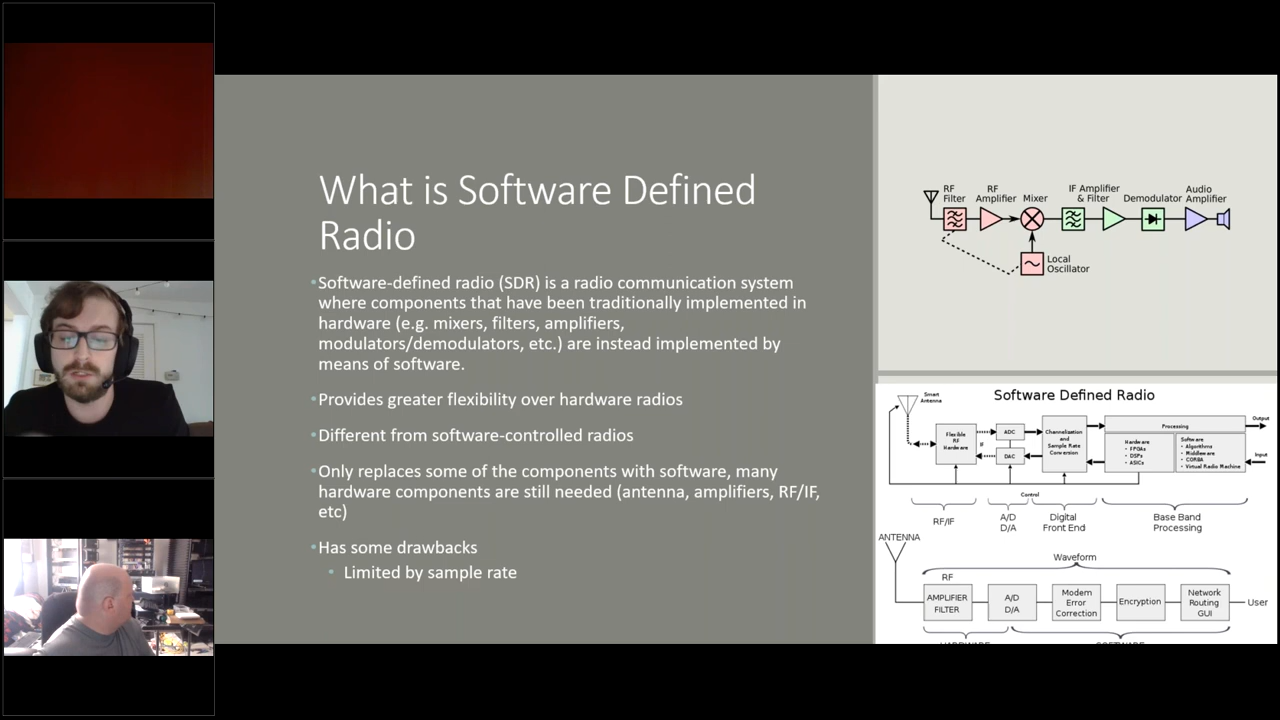 What is Software Defined
Radio
•Software-defined radio (SDR) is a radio communication system
where components that have been traditionally implemented in
hardware (e.g. mixers, filters, amplifiers,
modulators/demodulators, etc.) are instead implemented by
means of software.
•Provides greater flexibility over hardware radios
•Different from software-controlled radios
•Only replaces some of the components with software, many
hardware components are still needed (antenna, amplifiers, RF/IF,
etc)
•Has some drawbacks
• Limited by sample rate
RF
Filter
RF
Amplifier
Mixer
IF Amplifier
& Filter
Demodulator
Audio
Amplifier
Local
Oscillator
Software Defined Radio
Smart
Antenna
Flexible
RF
Hardware
IF
ADC
DAC
Channelization
and
Sample Rate
Conversion
Processing
Hardware
• FPGAs
• DSPs
• ASICs
Software
• Algorithms
• Middleware
• CORBA
• Virtual Radio Machine
Output
Input
Control
RF/IF
A/D
D/A
Digital
Front End
Base Band
Processing
ANTENNA
Waveform
RF
AMPLIFIER
FILTER
A/D
D/A
Modem
Error
Correction
Encryption
Network
Routing
GUI
User